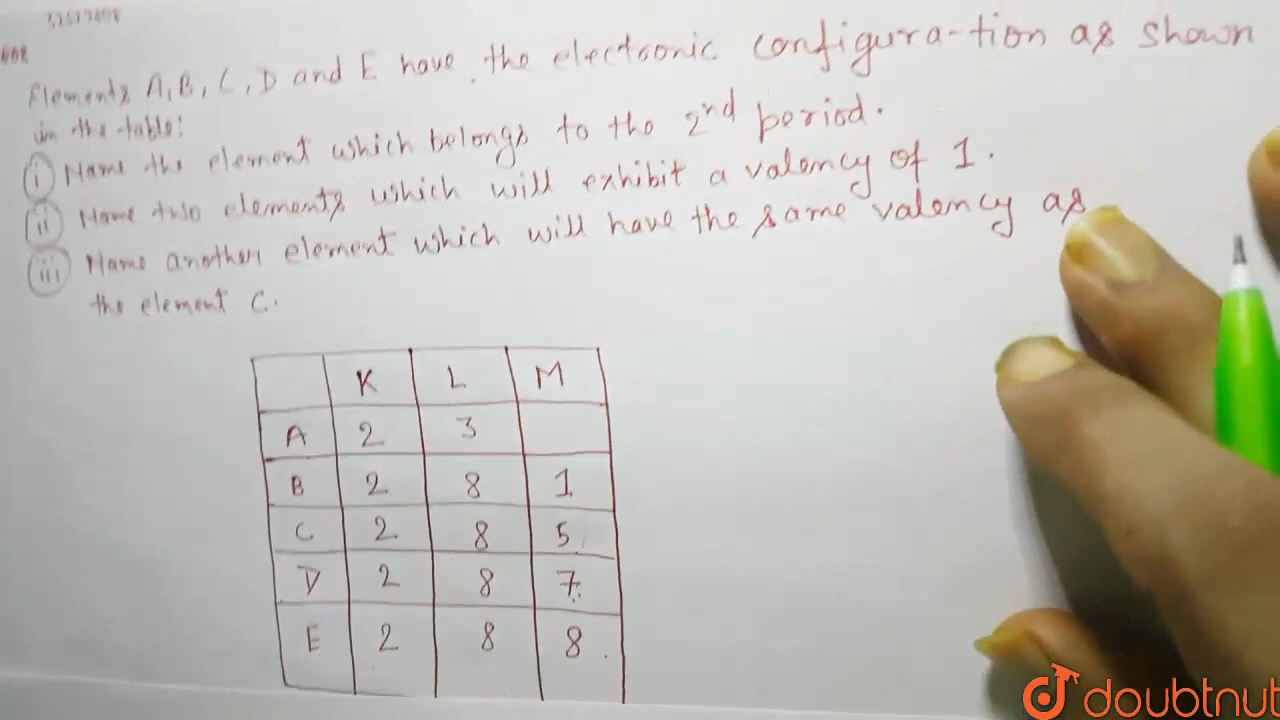 Elements A, B, C, D and E have the electronic configura-tion as shown
in the table:
(i) Name the element which belongs to the 2nd period.
(ii) Name two elements which will exhibit a valency of 1.
(iii) Name another element which will have the same valency as
the element C.
K L M
A 2 3
B 2 8 1
C 2 8 5
D 2 8 7
E 2 8 8
doubtnut